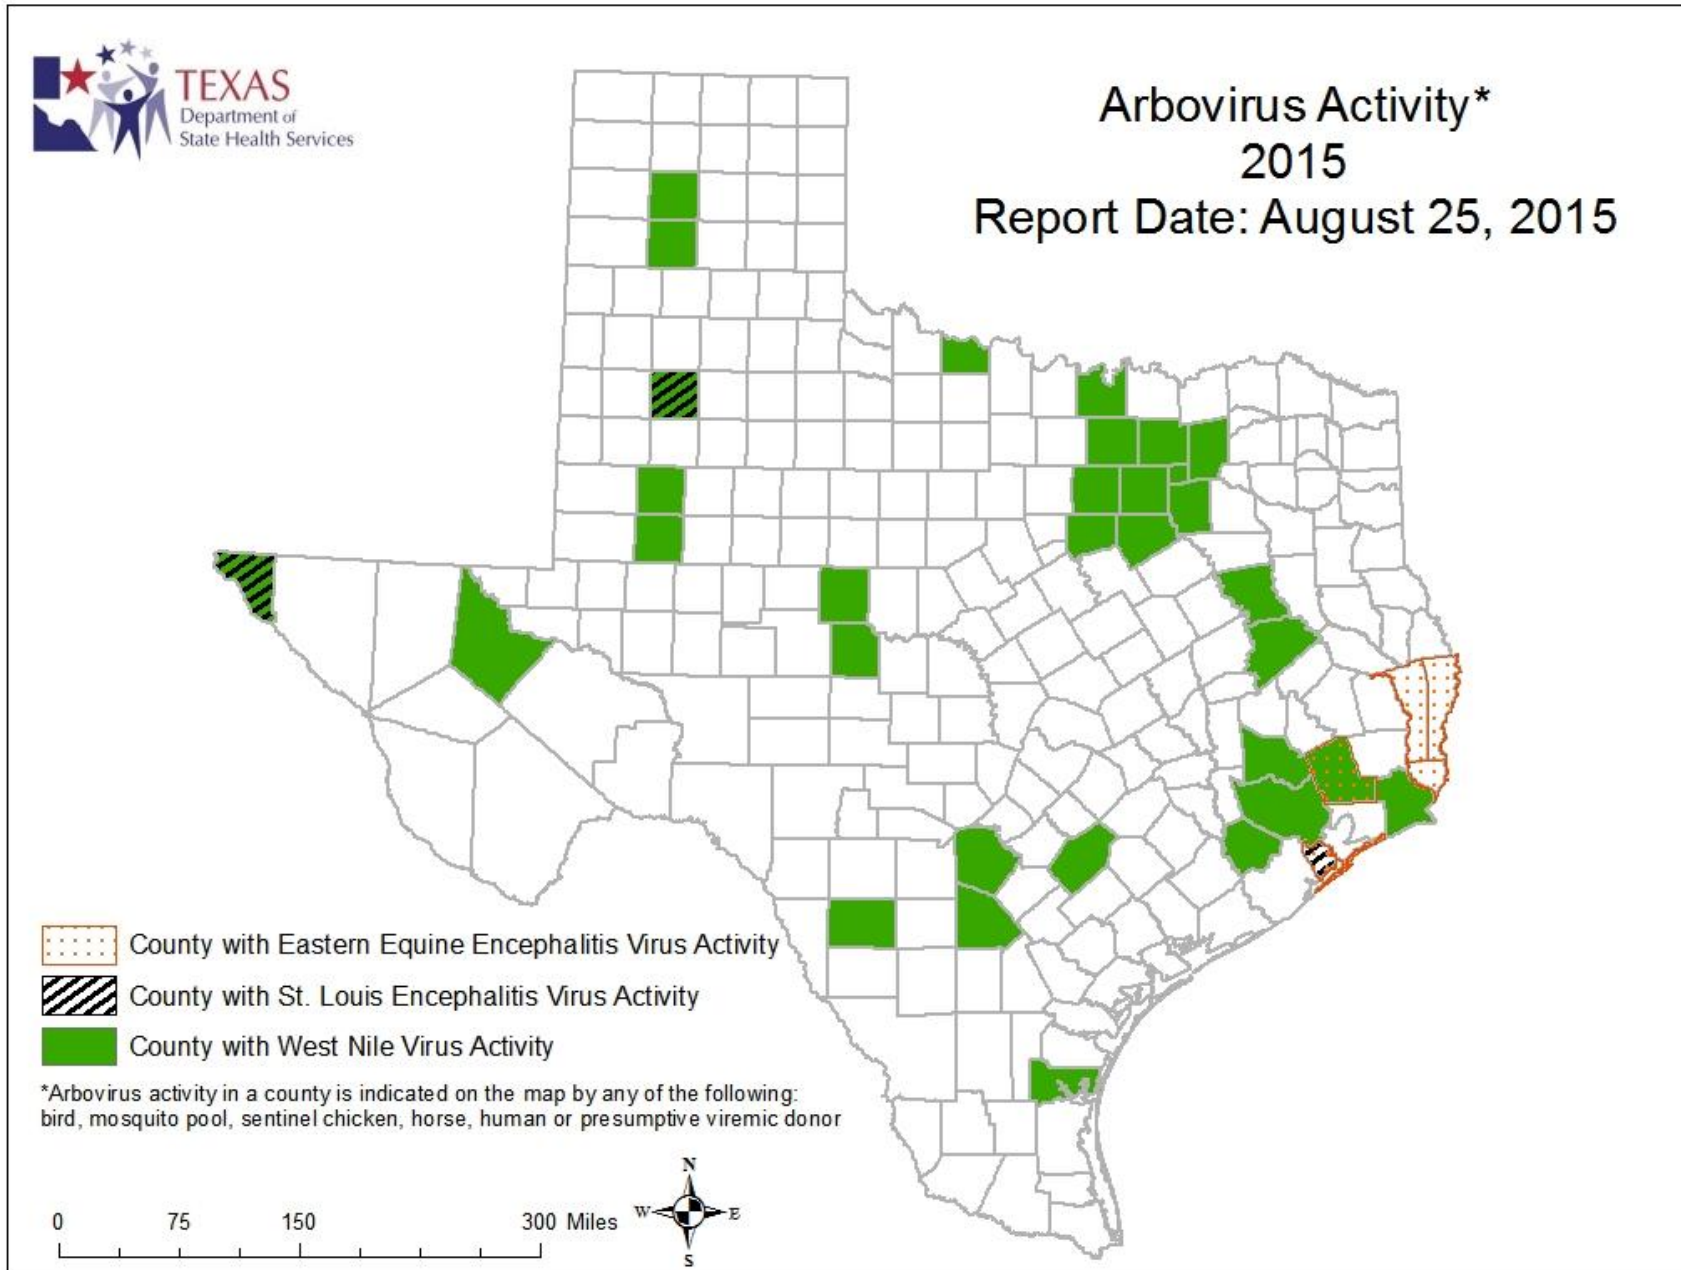 TEXAS
Department of
State Health Services
Arbovirus Activity*
2015
Report Date: August 25, 2015
County with Eastern Equine Encephalitis Virus Activity
County with St. Louis Encephalitis Virus Activity
County with West Nile Virus Activity
*Arbovirus activity in a county is indicated on the map by any of the following:
bird, mosquito pool, sentinel chicken, horse, human or presumptive viremic donor
0 75 150 300 Miles
N
W E
S